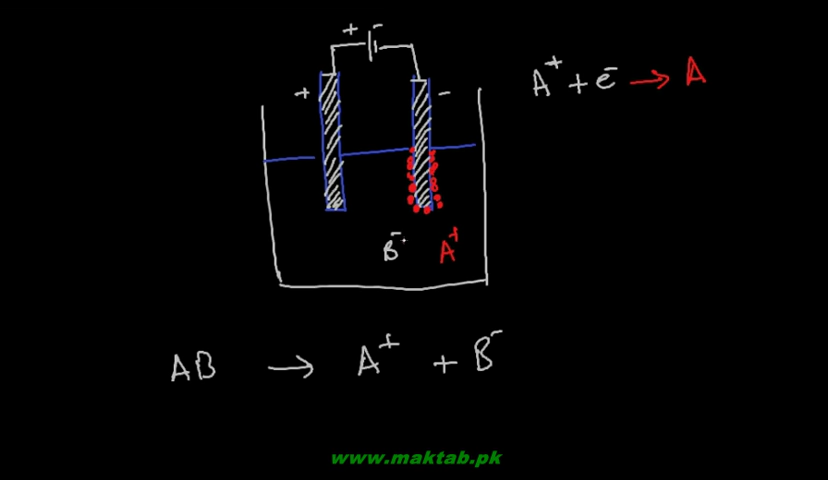 + -
+ -
A⁺ + e⁻ → A
B⁻ A⁺
AB → A⁺ + B⁻
www.maktab.pk